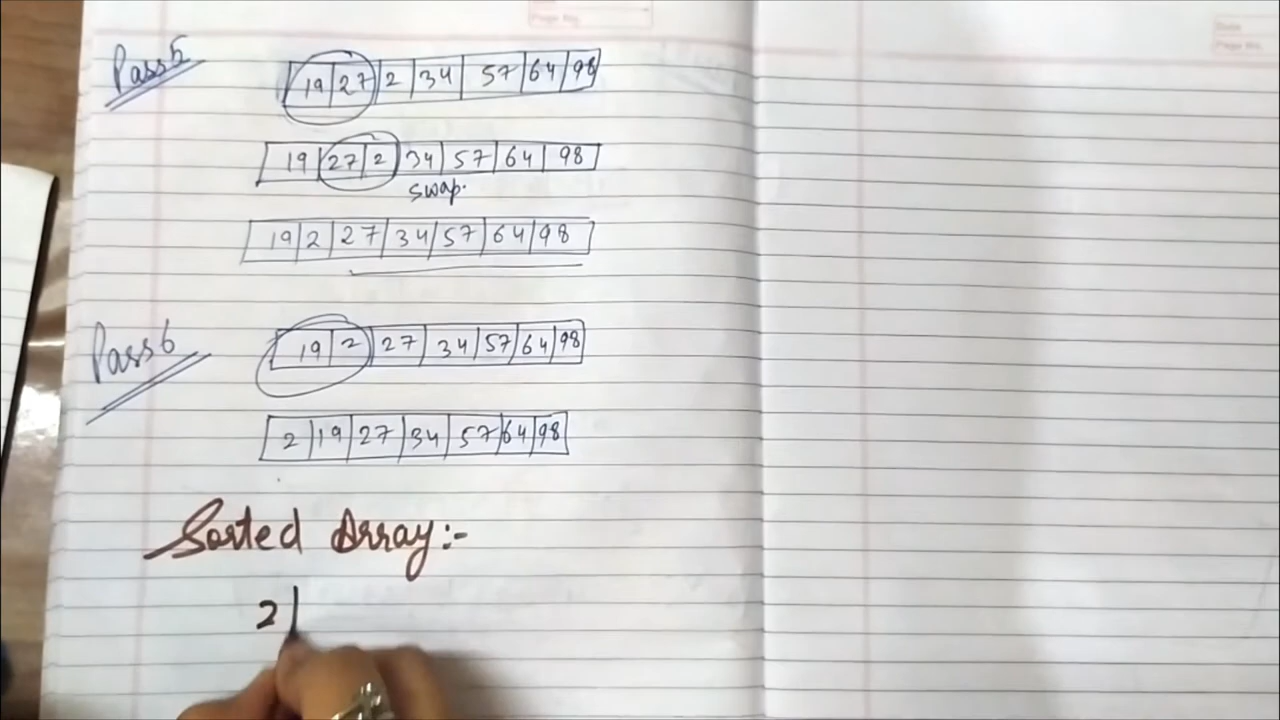 Pass 5
19 | 27 | 2 | 34 | 57 | 64 | 98
19 | 27 | 2 | 34 | 57 | 64 | 98
swap.
19 | 2 | 27 | 34 | 57 | 64 | 98
Pass 6
19 | 2 | 27 | 34 | 57 | 64 | 98
2 | 19 | 27 | 34 | 57 | 64 | 98
Sorted Array:-
2 |